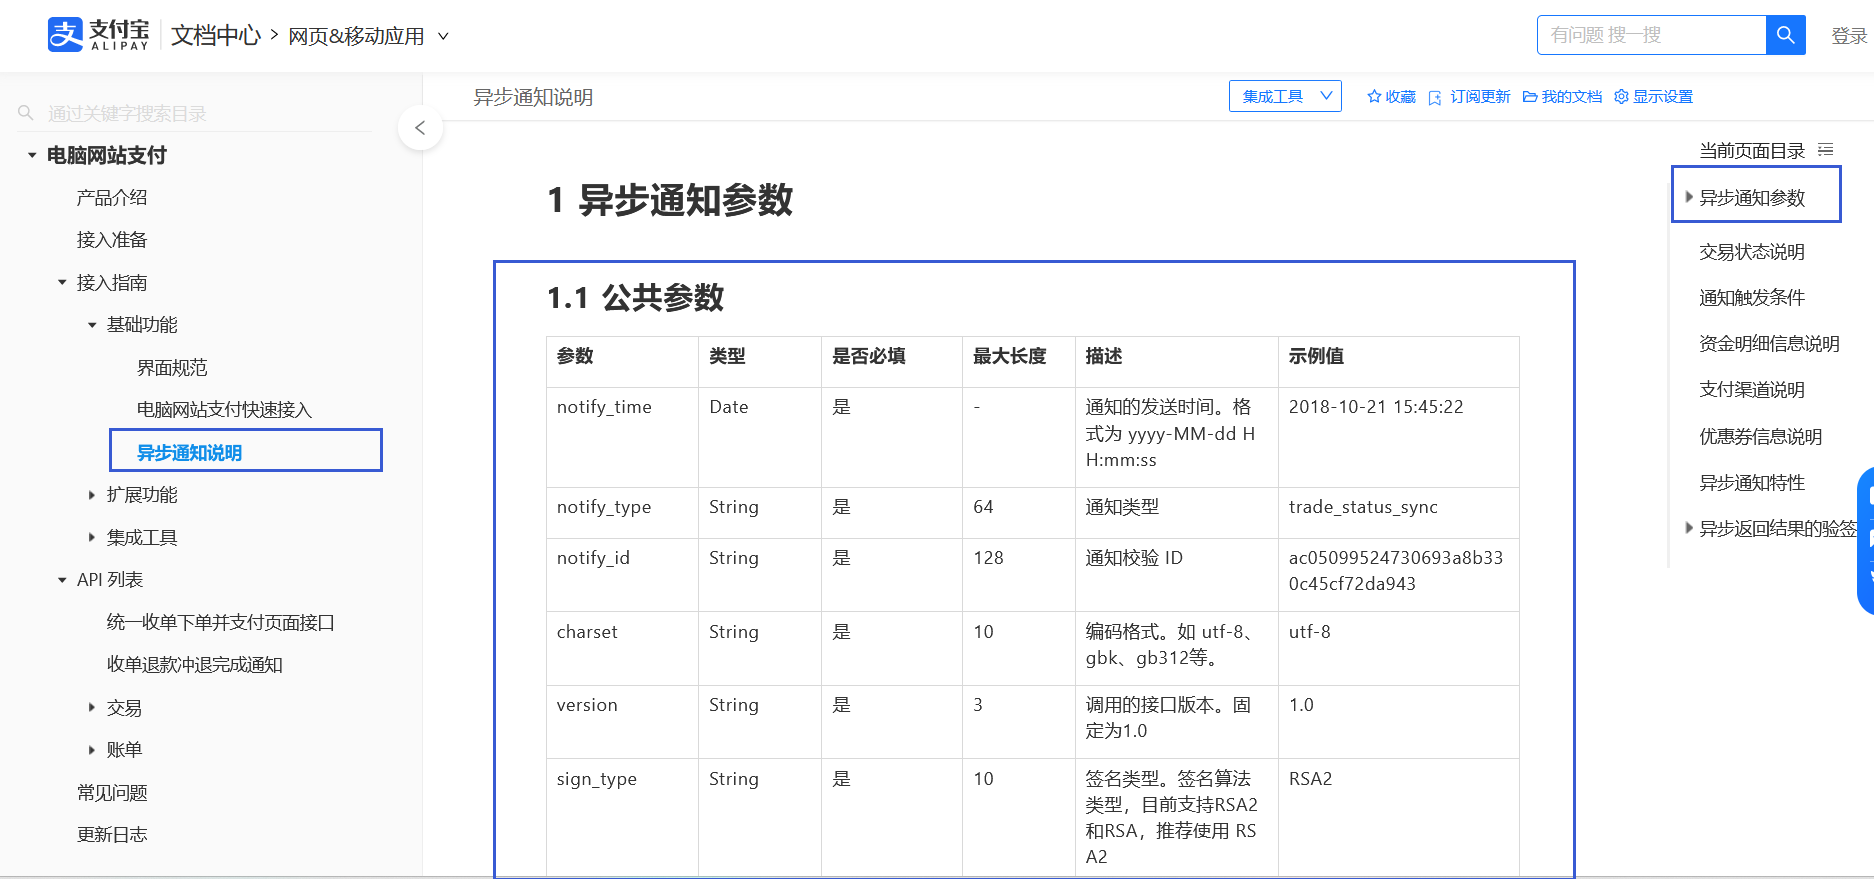 支付宝
ALIPAY
文档中心 > 网页&移动应用
有问题 搜一搜
登录
通过关键字搜索目录
电脑网站支付
产品介绍
接入准备
接入指南
基础功能
界面规范
电脑网站支付快速接入
异步通知说明
扩展功能
集成工具
API 列表
统一收单下单并支付页面接口
收单退款冲退完成通知
交易
账单
常见问题
更新日志
异步通知说明
集成工具
收藏
订阅更新
我的文档
显示设置
1 异步通知参数
1.1 公共参数
参数 类型 是否必填 最大长度 描述 示例值
notify_time Date 是 - 通知的发送时间。格 2018-10-21 15:45:22
式为 yyyy-MM-dd H
H:mm:ss
notify_type String 是 64 通知类型 trade_status_sync
notify_id String 是 128 通知校验 ID ac05099524730693a8b33
0c45cf72da943
charset String 是 10 编码格式。如 utf-8、 utf-8
gbk、gb312等。
version String 是 3 调用的接口版本。固 1.0
定为1.0
sign_type String 是 10 签名类型。签名算法 RSA2
类型，目前支持RSA2
和RSA，推荐使用 RS
A2
当前页面目录
异步通知参数
交易状态说明
通知触发条件
资金明细信息说明
支付渠道说明
优惠券信息说明
异步通知特性
异步返回结果的验签